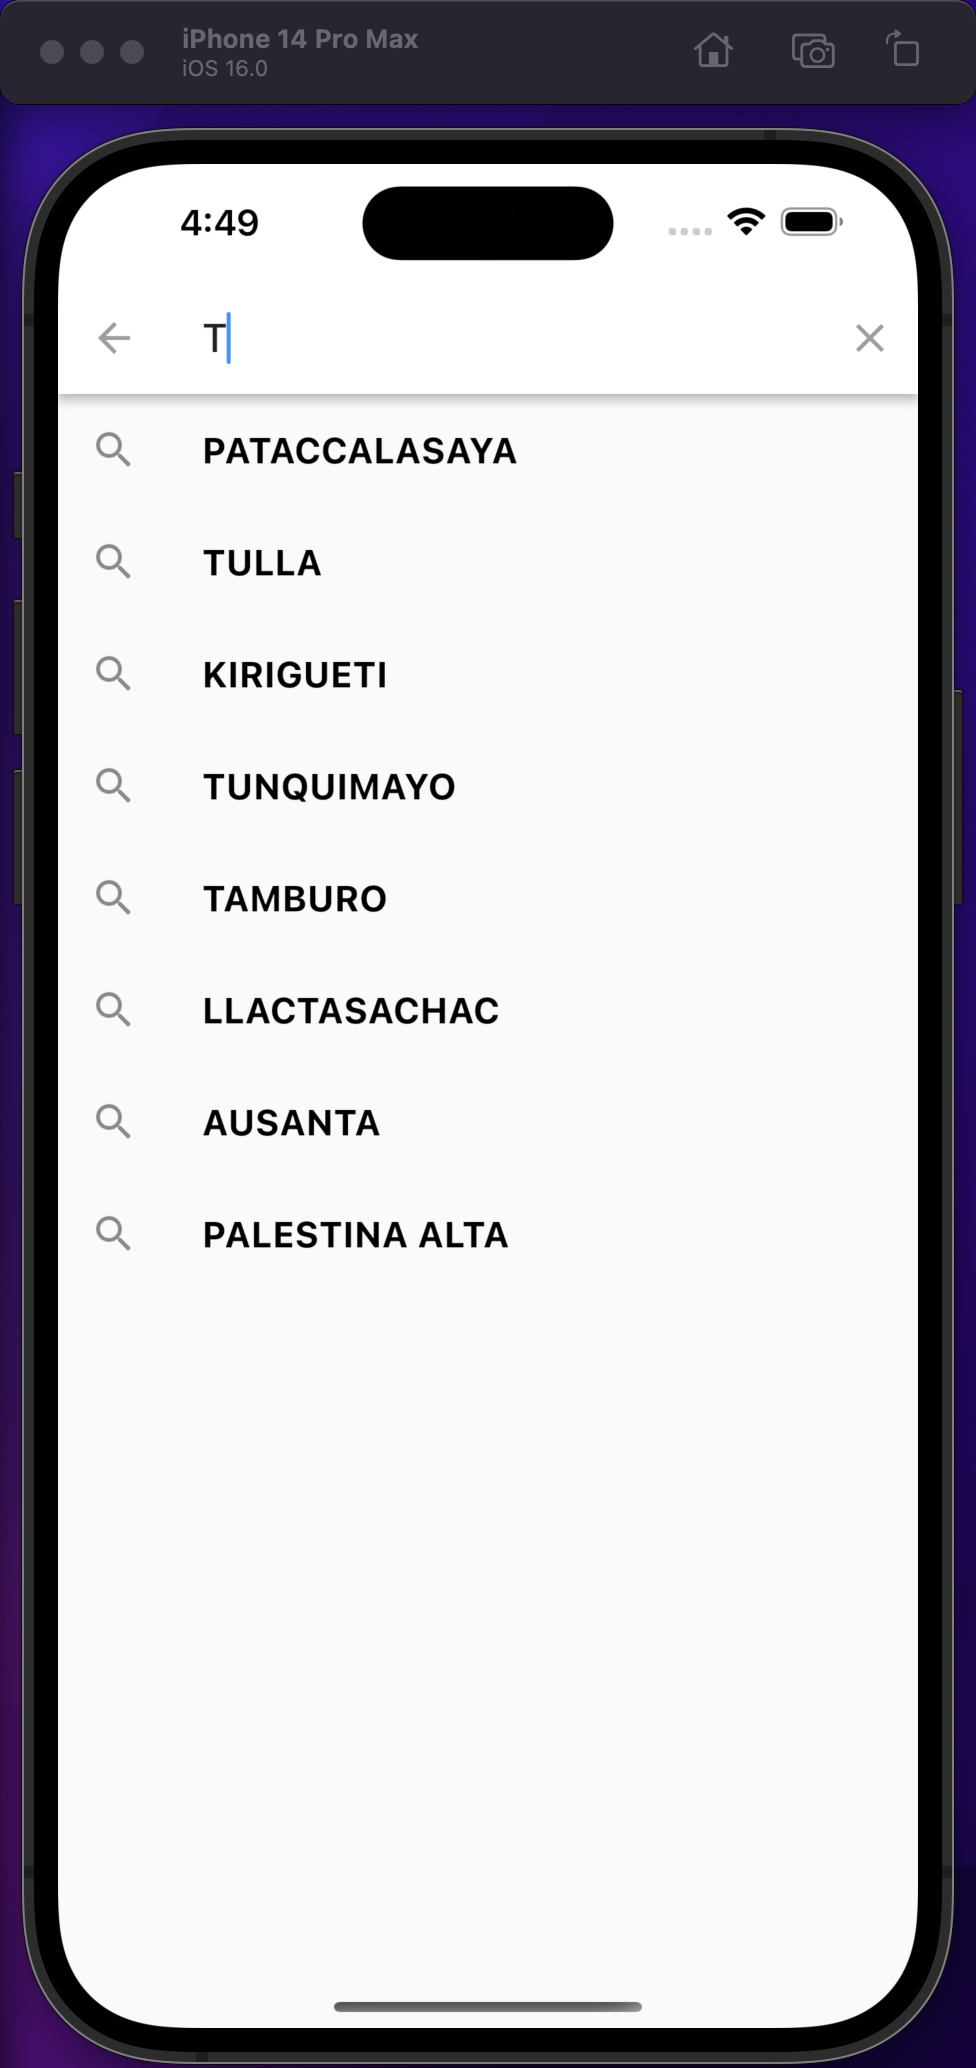 iPhone 14 Pro Max
iOS 16.0
4:49
T
PATACCALASAYA
TULLA
KIRIGUETI
TUNQUIMAYO
TAMBURO
LLACTASACHAC
AUSANTA
PALESTINA ALTA